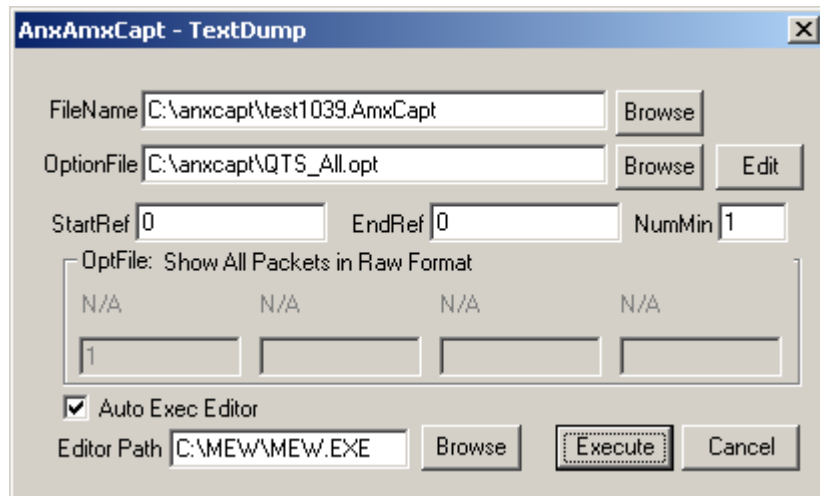 AnxAmxCapt - TextDump
FileName C:\anxcapt\test1039.AmxCapt Browse
OptionFile C:\anxcapt\QTS_All.opt Browse Edit
StartRef 0 EndRef 0 NumMin 1
OptFile: Show All Packets in Raw Format
N/A N/A N/A N/A
1
Auto Exec Editor
Editor Path C:\MEW\MEW.EXE Browse Execute Cancel